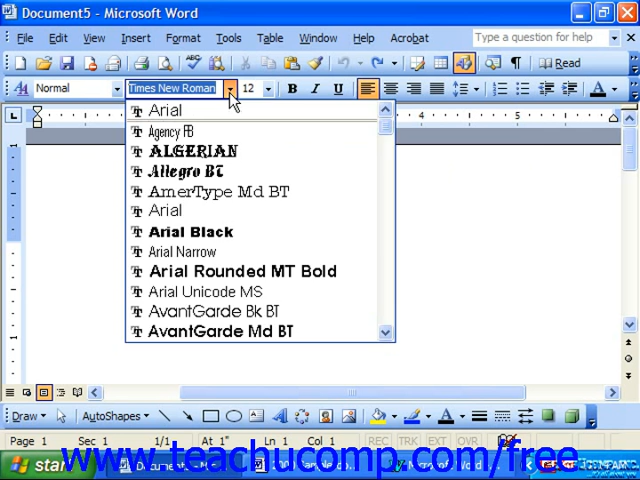 Document5 - Microsoft Word
File Edit View Insert Format Tools Window Help Acrobat Type a question for help
Read
Normal Times New Roman 12 B I U A
Arial
Agency FB
ALGERIAN
Allegro BT
AmerType Md BT
Arial
Arial Black
Arial Narrow
Arial Rounded MT Bold
Arial Unicode MS
AvantGarde Bk BT
AvantGarde Md BT
Draw AutoShapes
Page 1 Sec 1 1/1 At 1" Ln 1 Col 1 REC TRK EXT OVR
www.teachucomp.com/free
start